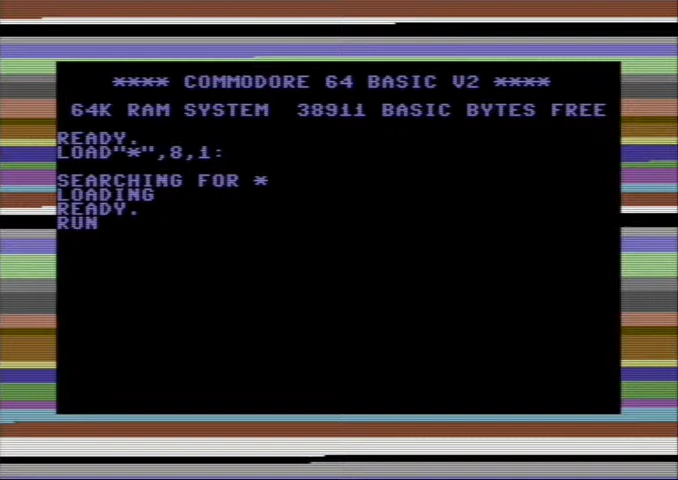 **** COMMODORE 64 BASIC V2 ****
64K RAM SYSTEM  38911 BASIC BYTES FREE
READY.
LOAD"*",8,1:
SEARCHING FOR *
LOADING
READY.
RUN